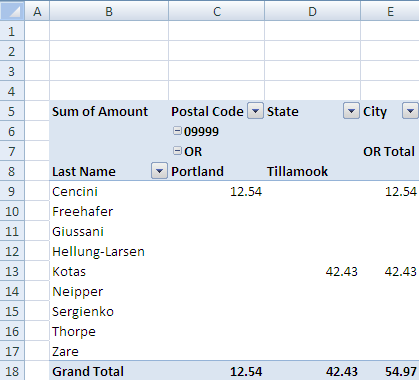 A B C D E
1
2
3
4
5 Sum of Amount Postal Code State City
6 09999
7 OR OR Total
8 Last Name Portland Tillamook
9 Cencini 12.54 12.54
10 Freehafer
11 Giussani
12 Hellung-Larsen
13 Kotas 42.43 42.43
14 Neipper
15 Sergienko
16 Thorpe
17 Zare
18 Grand Total 12.54 42.43 54.97